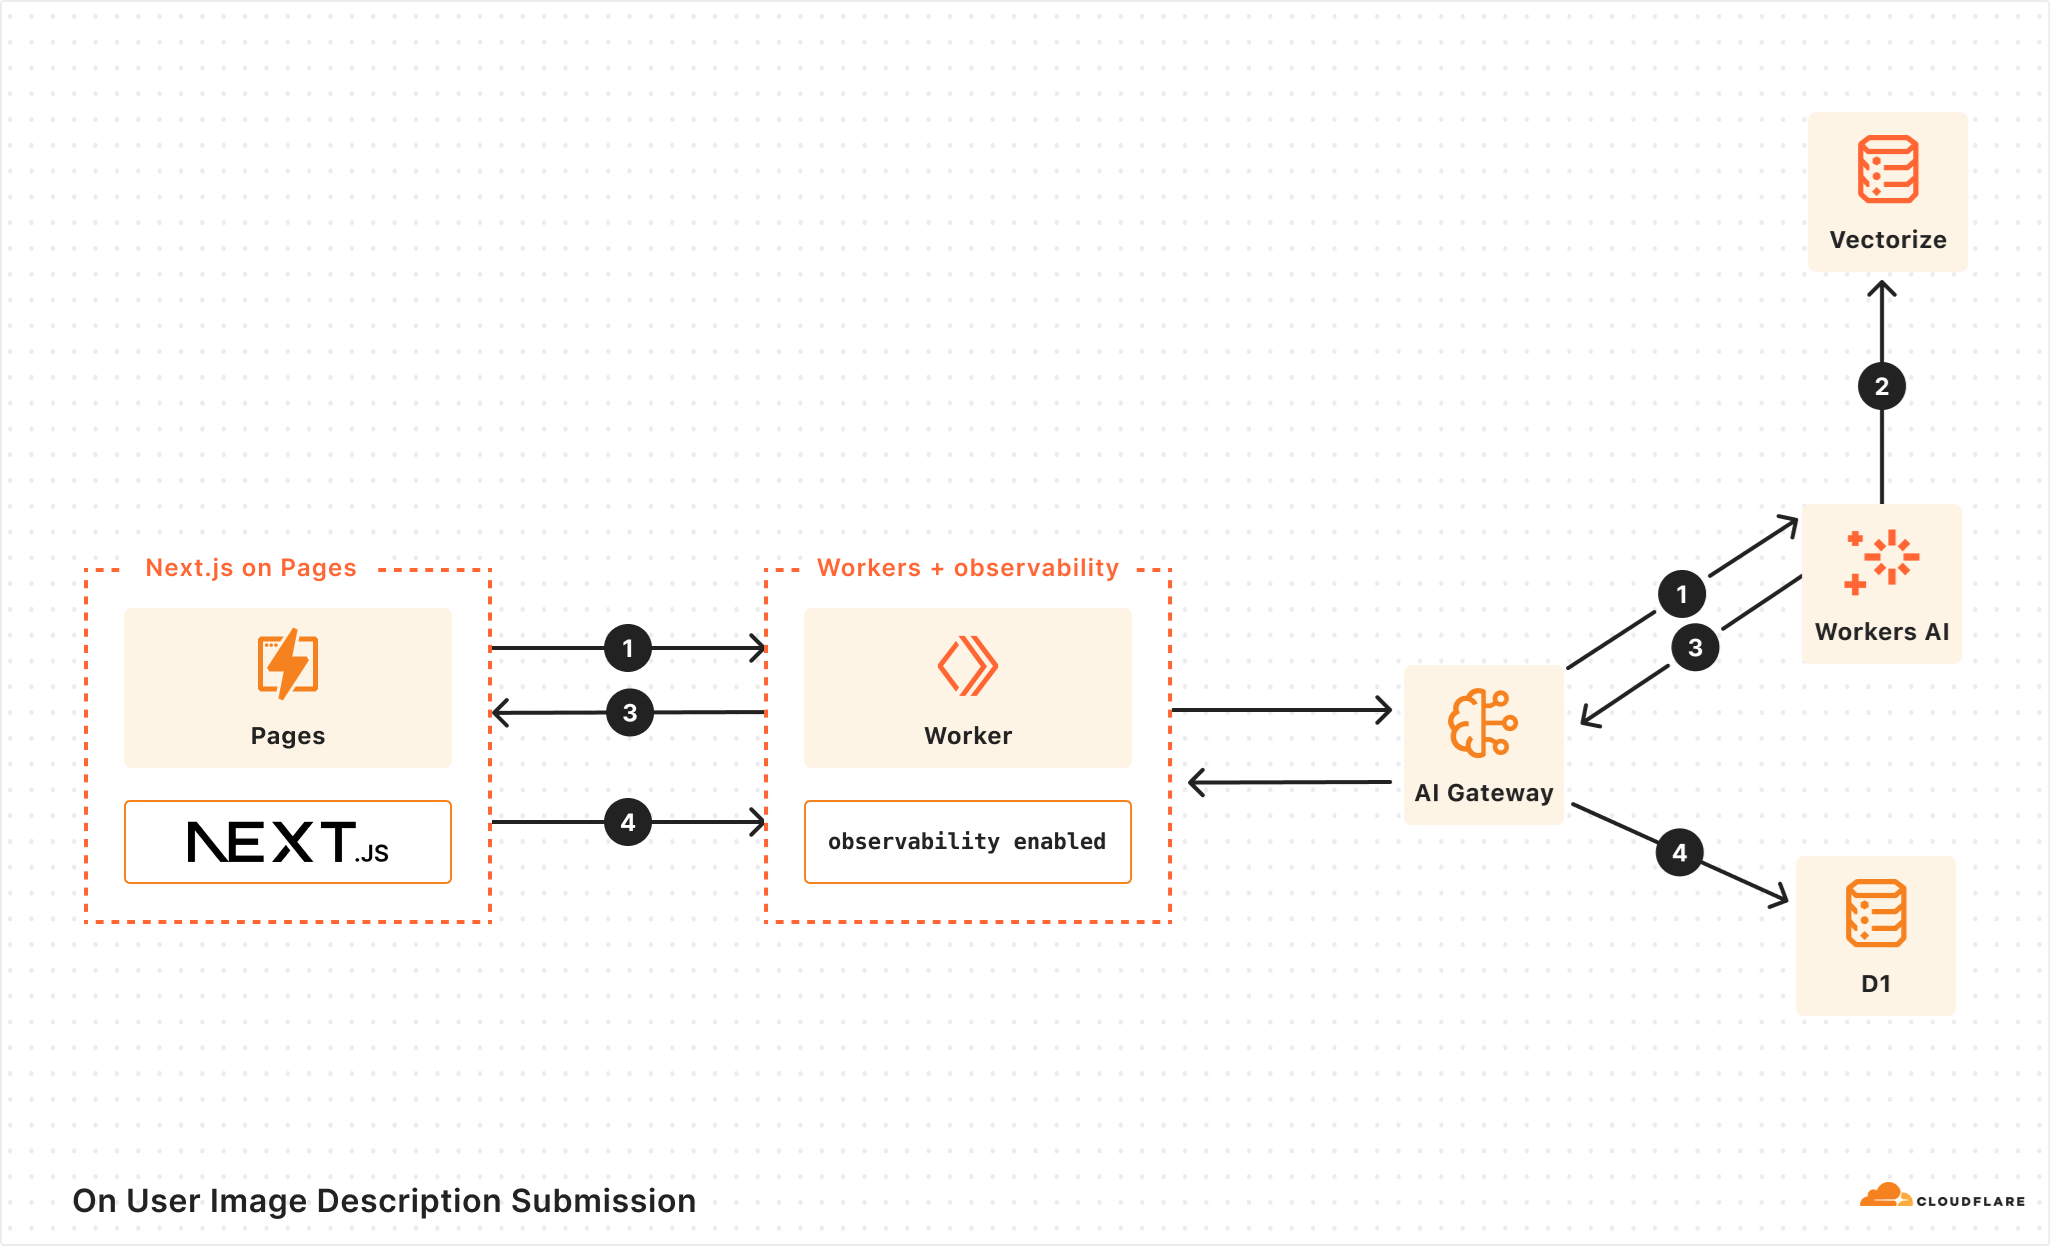 Vectorize
2
Next.js on Pages
Workers + observability
1
1
Workers AI
3
3
Pages
Worker
AI Gateway
4
4
NEXT.JS
observability enabled
D1
On User Image Description Submission
CLOUDFLARE